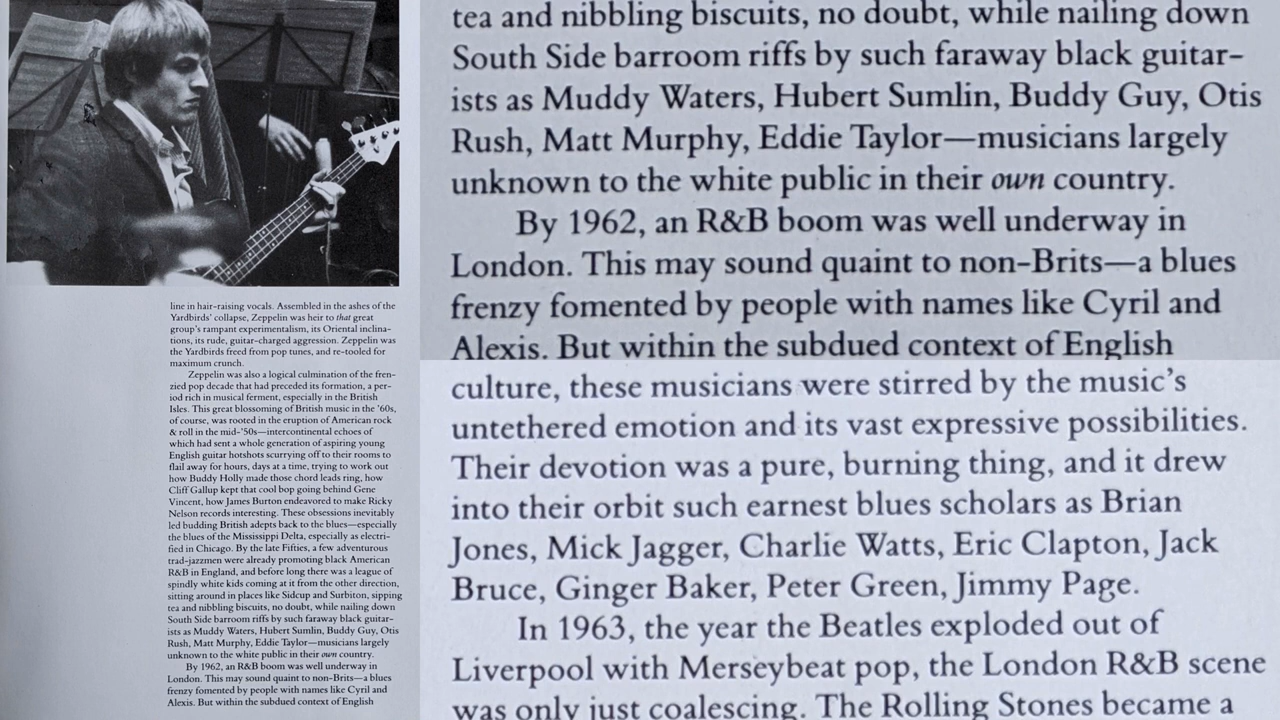 line in hair-raising vocals. Assembled in the ashes of the
Yardbirds' collapse, Zeppelin was heir to that great
group's rampant experimentalism, its Oriental inclina-
tions, its rude, guitar-charged aggression. Zeppelin was
the Yardbirds freed from pop tunes, and re-tooled for
maximum crunch.
Zeppelin was also a logical culmination of the fren-
zied pop decade that had preceded its formation, a per-
iod rich in musical ferment, especially in the British
Isles. This great blossoming of British music in the '60s,
of course, was rooted in the eruption of American rock
& roll in the mid-'50s—intercontinental echoes of
which had sent a whole generation of aspiring young
English guitar hotshots scurrying off to their rooms to
flail away for hours, days at a time, trying to work out
how Buddy Holly made those chord leads ring, how
Cliff Gallup kept that cool bop going behind Gene
Vincent, how James Burton endeavored to make Ricky
Nelson records interesting. These obsessions inevitably
led budding British adepts back to the blues—especially
the blues of the Mississippi Delta, especially as electri-
fied in Chicago. By the late Fifties, a few adventurous
trad-jazzmen were already promoting black American
R&B in England, and before long there was a league of
spindly white kids coming at it from the other direction,
sitting around in places like Sidcup and Surbiton, sipping
tea and nibbling biscuits, no doubt, while nailing down
South Side barroom riffs by such faraway black guitar-
ists as Muddy Waters, Hubert Sumlin, Buddy Guy, Otis
Rush, Matt Murphy, Eddie Taylor—musicians largely
unknown to the white public in their own country.
By 1962, an R&B boom was well underway in
London. This may sound quaint to non-Brits—a blues
frenzy fomented by people with names like Cyril and
Alexis. But within the subdued context of English
tea and nibbling biscuits, no doubt, while nailing down
South Side barroom riffs by such faraway black guitar-
ists as Muddy Waters, Hubert Sumlin, Buddy Guy, Otis
Rush, Matt Murphy, Eddie Taylor—musicians largely
unknown to the white public in their own country.
By 1962, an R&B boom was well underway in
London. This may sound quaint to non-Brits—a blues
frenzy fomented by people with names like Cyril and
Alexis. But within the subdued context of English
culture, these musicians were stirred by the music's
untethered emotion and its vast expressive possibilities.
Their devotion was a pure, burning thing, and it drew
into their orbit such earnest blues scholars as Brian
Jones, Mick Jagger, Charlie Watts, Eric Clapton, Jack
Bruce, Ginger Baker, Peter Green, Jimmy Page.
In 1963, the year the Beatles exploded out of
Liverpool with Merseybeat pop, the London R&B scene
was only just coalescing. The Rolling Stones became a